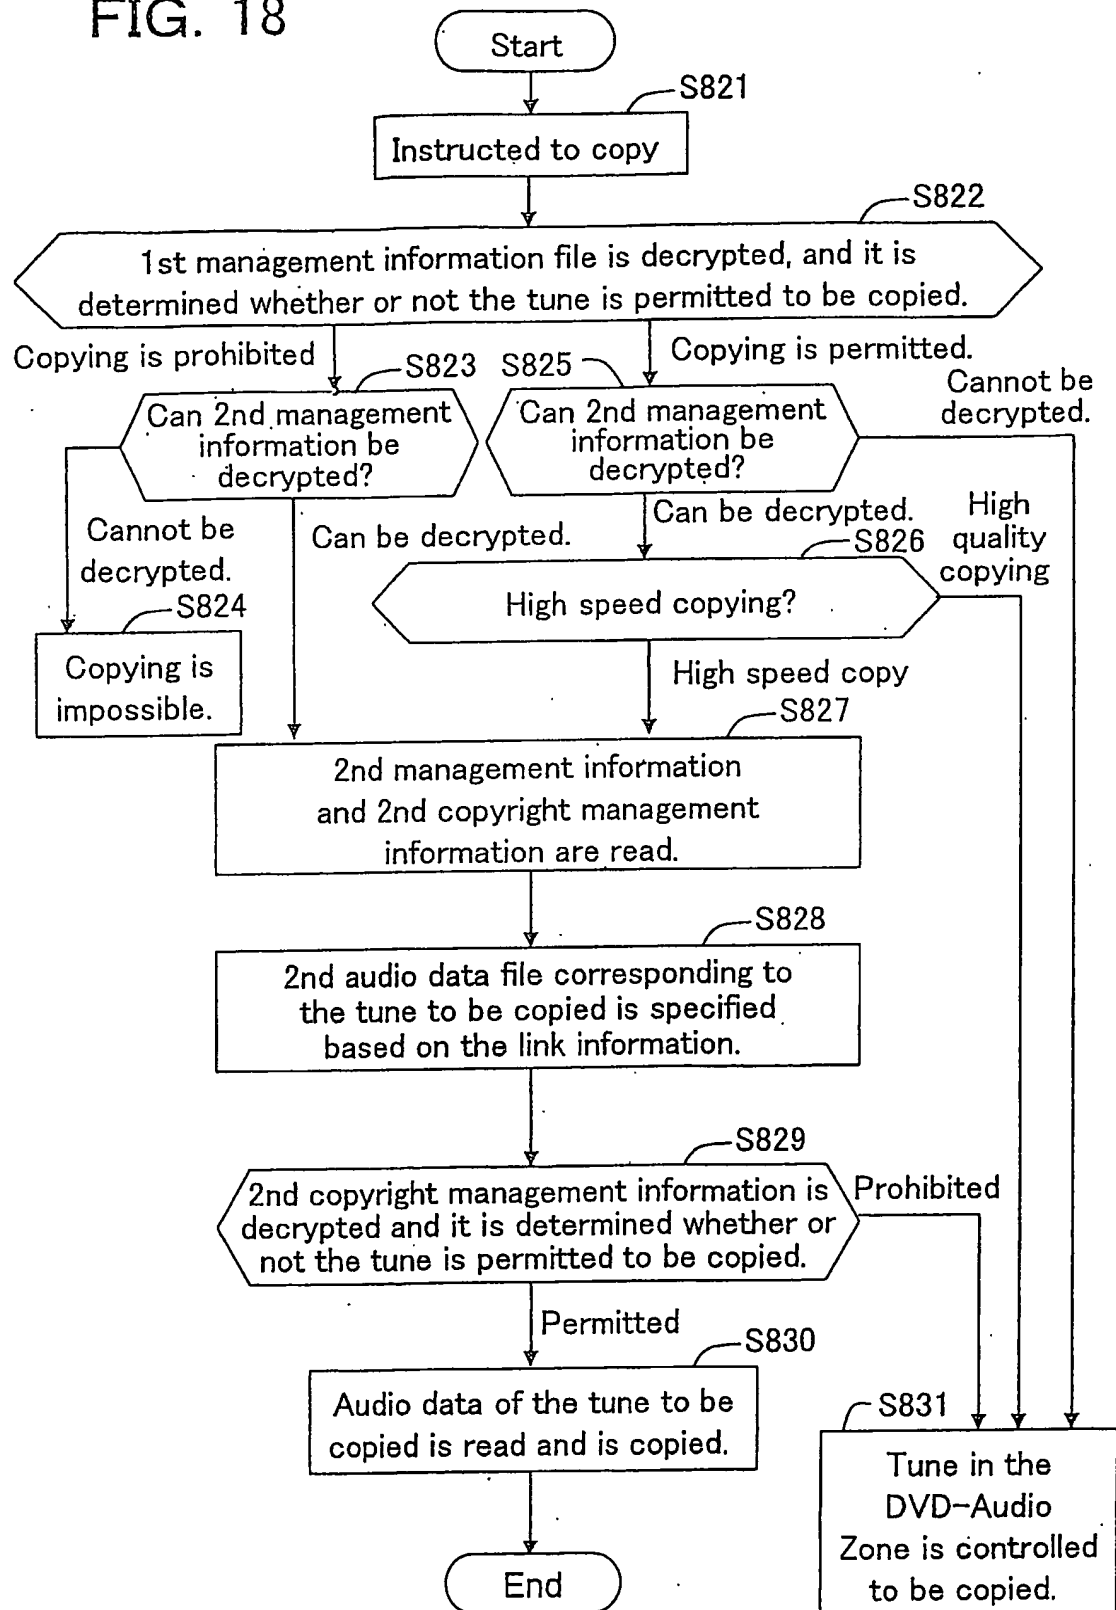 FIG. 18
Start
S821
Instructed to copy
S822
1st management information file is decrypted, and it is
determined whether or not the tune is permitted to be copied.
Copying is prohibited
Copying is permitted.
S823
S825
Can 2nd management
information be
decrypted?
Can 2nd management
information be
decrypted?
Cannot be
decrypted.
Cannot be
decrypted.
Can be decrypted.
Can be decrypted.
High
quality
copying
S824
Copying is
impossible.
S826
High speed copying?
High speed copy
S827
2nd management information
and 2nd copyright management
information are read.
S828
2nd audio data file corresponding to
the tune to be copied is specified
based on the link information.
S829
2nd copyright management information is
decrypted and it is determined whether or
not the tune is permitted to be copied.
Prohibited
Permitted
S830
Audio data of the tune to be
copied is read and is copied.
S831
Tune in the
DVD-Audio
Zone is controlled
to be copied.
End